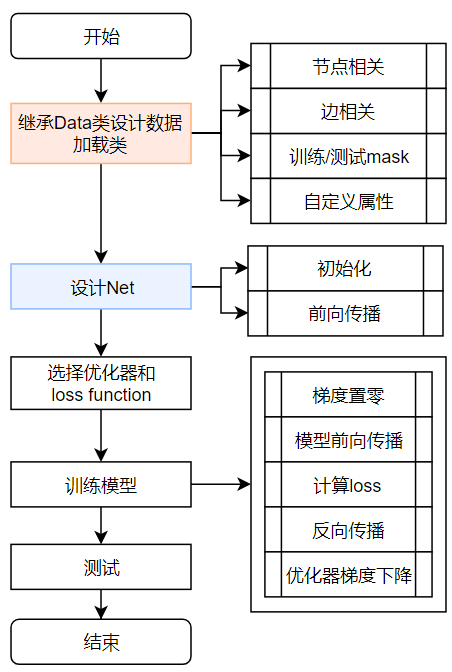 开始
继承Data类设计数据
加载类
节点相关
边相关
训练/测试mask
自定义属性
设计Net
初始化
前向传播
选择优化器和
loss function
训练模型
梯度置零
模型前向传播
计算loss
反向传播
优化器梯度下降
测试
结束